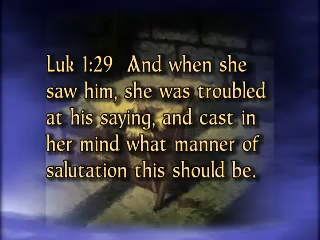 Luk 1:29  And when she
saw him, she was troubled
at his saying, and cast in
her mind what manner of
salutation this should be.